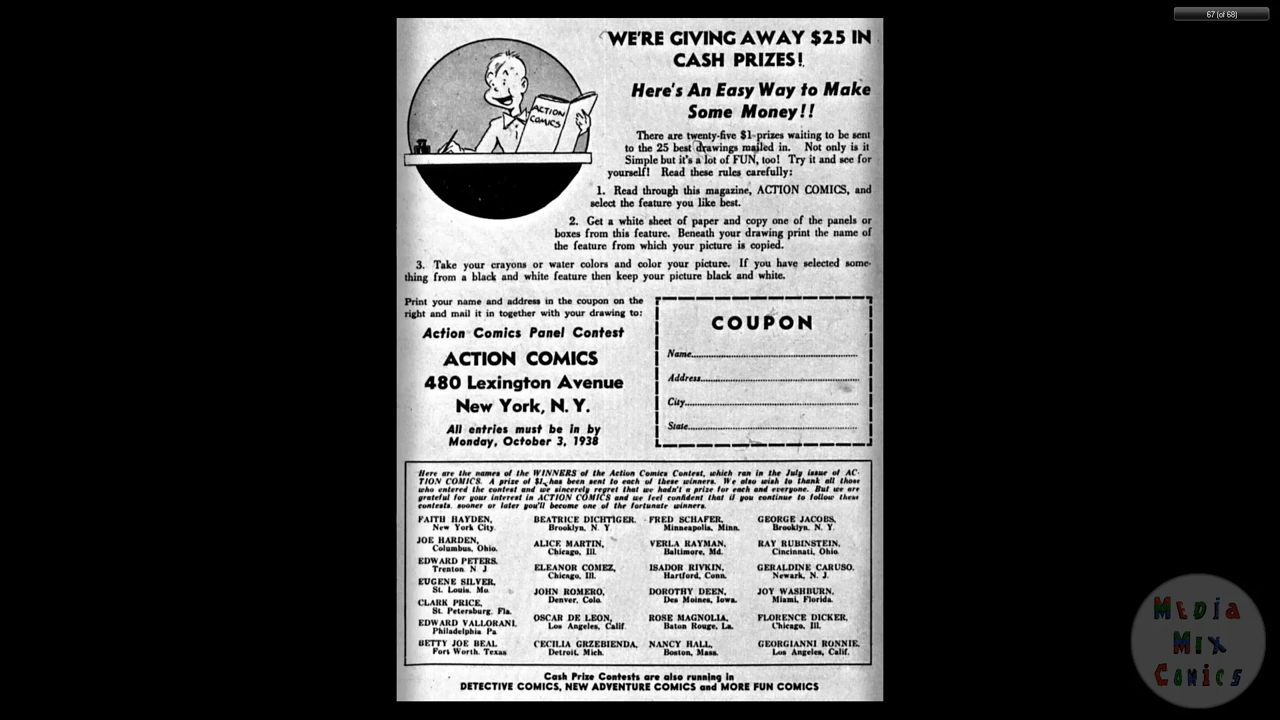 67 (of 68)
WE'RE GIVING AWAY $25 IN
CASH PRIZES!
Here's An Easy Way to Make
Some Money!!
ACTION
COMICS
There are twenty-five $1 prizes waiting to be sent
to the 25 best drawings mailed in. Not only is it
Simple but it's a lot of FUN, too! Try it and see for
yourself! Read these rules carefully:
1. Read through this magazine, ACTION COMICS, and
select the feature you like best.
2. Get a white sheet of paper and copy one of the panels or
boxes from this feature. Beneath your drawing print the name of
the feature from which your picture is copied.
3. Take your crayons or water colors and color your picture. If you have selected some-
thing from a black and white feature then keep your picture black and white.
Print your name and address in the coupon on the
right and mail it in together with your drawing to:
Action Comics Panel Contest
ACTION COMICS
480 Lexington Avenue
New York, N. Y.
All entries must be in by
Monday, October 3, 1938
COUPON
Name
Address
City
State
Here are the names of the WINNERS of the Action Comics Contest, which ran in the July issue of AC-
TION COMICS. A prize of $1 has been sent to each of these winners. We also wish to thank all those
who entered the contest and we sincerely regret that we hadn't a prize for each and everyone. But we are
grateful for your interest in ACTION COMICS and we feel confident that if you continue to follow these
contests, sooner or later you'll become one of the fortunate winners.
FAITH HAYDEN,
New York City.
JOE HARDEN,
Columbus, Ohio.
EDWARD PETERS,
Trenton N J
EUGENE SILVER,
St. Louis, Mo.
CLARK PRICE,
St. Petersburg, Fla.
EDWARD VALLORANI,
Philadelphia Pa
BETTY JOE BEAL
Fort Worth, Texas
BEATRICE DICHTIGER,
Brooklyn, N. Y.
ALICE MARTIN,
Chicago, Ill.
ELEANOR COMEZ,
Chicago, Ill.
JOHN ROMERO,
Denver, Colo.
OSCAR DE LEON,
Los Angeles, Calif
CECILIA GRZEBIENDA,
Detroit, Mich.
FRED SCHAFER,
Minneapolis, Minn.
VERLA RAYMAN,
Baltimore, Md.
ISADOR RIVKIN,
Hartford, Conn.
DOROTHY DEEN,
Des Moines, Iowa.
ROSE MAGNOLIA,
Baton Rouge, La.
NANCY HALL,
Boston, Mass.
GEORGE JACOBS,
Brooklyn, N. Y.
RAY RUBINSTEIN,
Cincinnati, Ohio.
GERALDINE CARUSO,
Newark, N. J.
JOY WASHBURN,
Miami, Florida.
FLORENCE DICKER,
Chicago, Ill.
GEORGIANNI RONNIE,
Los Angeles, Calif.
Cash Prize Contests are also running in
DETECTIVE COMICS, NEW ADVENTURE COMICS and MORE FUN COMICS
MEDIA
MIX
COMICS